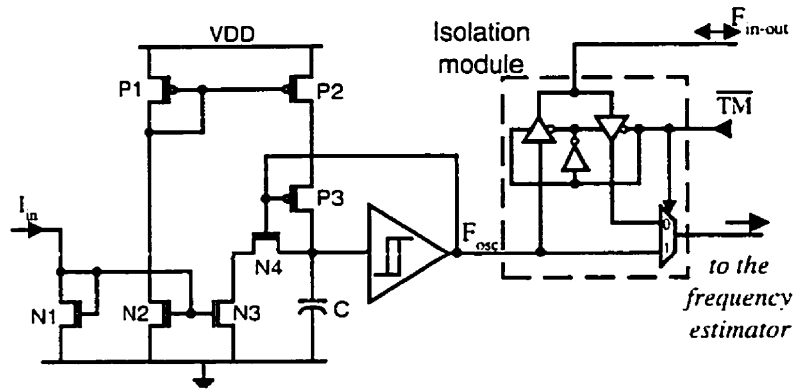 VDD
P1
P2
P3
I_in
N4
N1
N2
N3
C
F_osc
Isolation
module
F_in-out
TM
0
1
to the
frequency
estimator